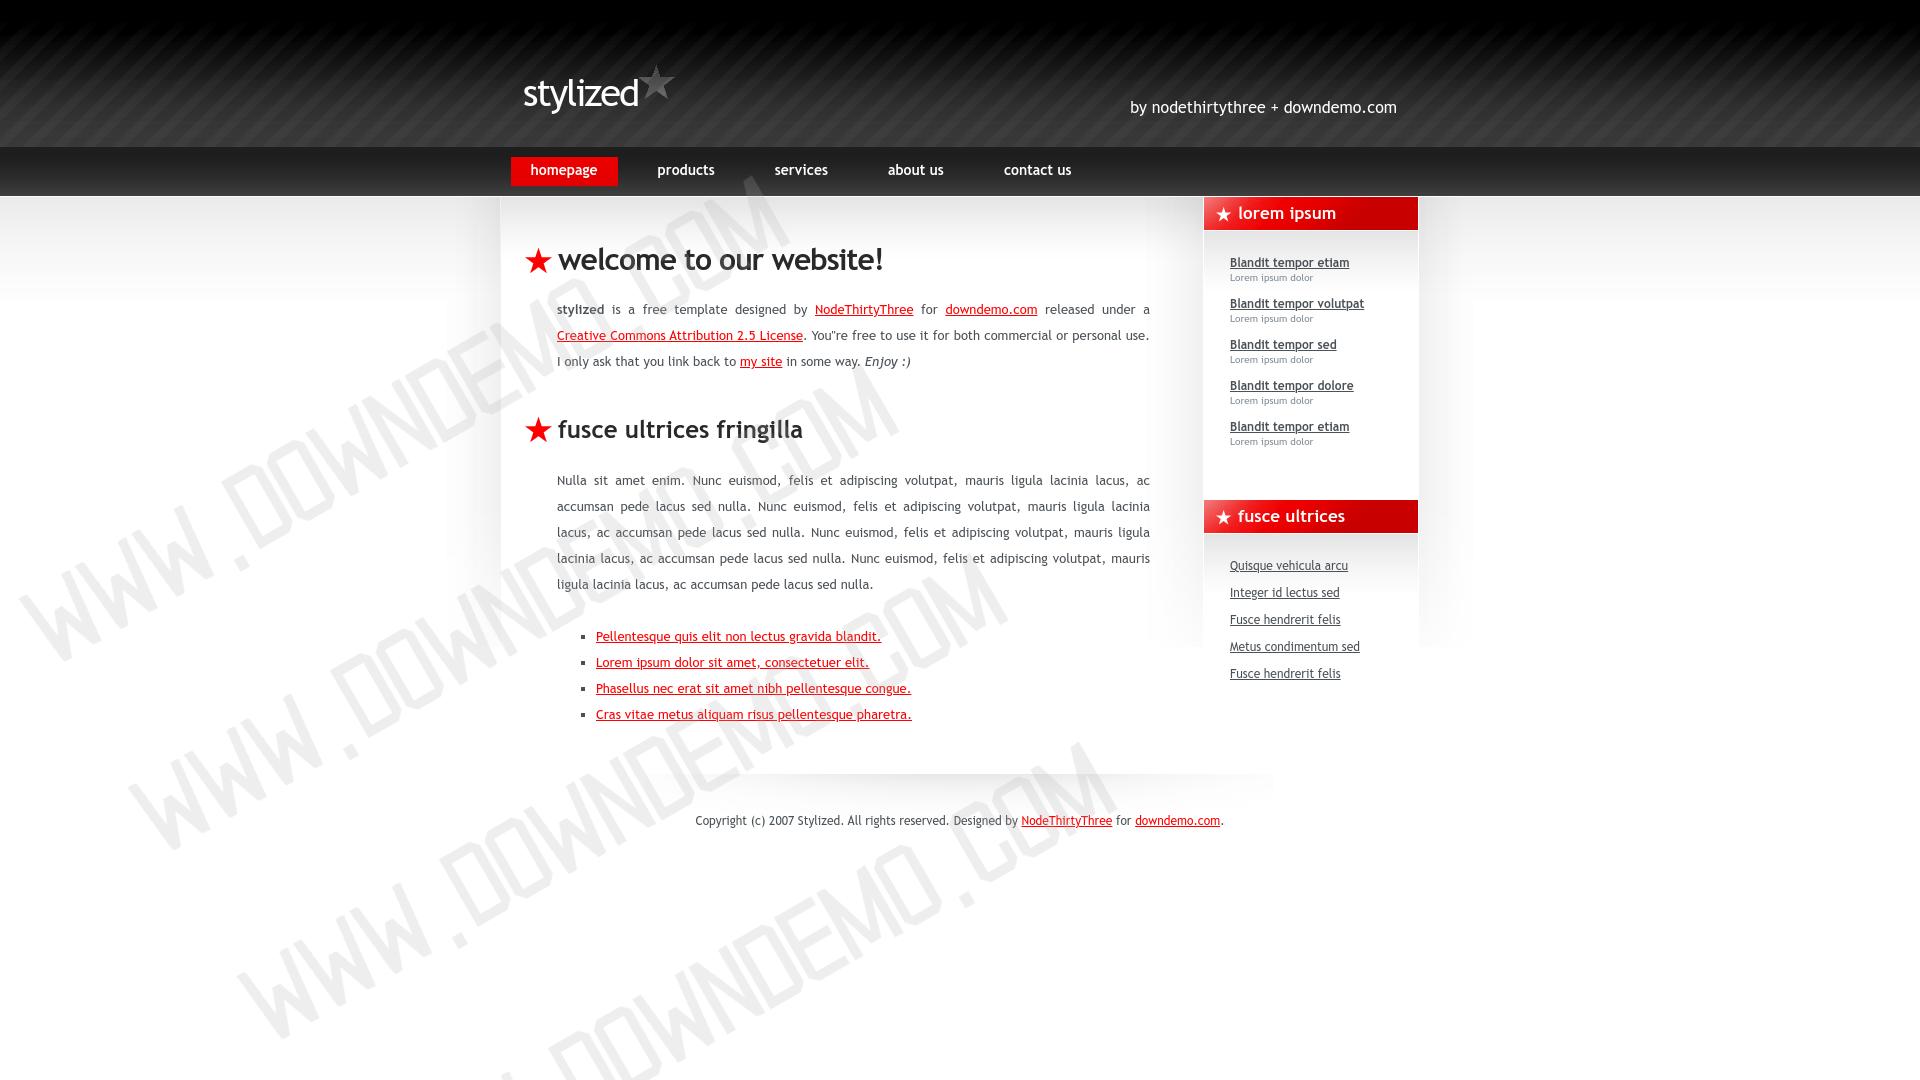 stylized
by nodethirtythree + downdemo.com
homepage products services about us contact us
welcome to our website!
stylized is a free template designed by NodeThirtyThree for downdemo.com released under a
Creative Commons Attribution 2.5 License. You"re free to use it for both commercial or personal use.
I only ask that you link back to my site in some way. Enjoy :)
fusce ultrices fringilla
Nulla sit amet enim. Nunc euismod, felis et adipiscing volutpat, mauris ligula lacinia lacus, ac
accumsan pede lacus sed nulla. Nunc euismod, felis et adipiscing volutpat, mauris ligula lacinia
lacus, ac accumsan pede lacus sed nulla. Nunc euismod, felis et adipiscing volutpat, mauris ligula
lacinia lacus, ac accumsan pede lacus sed nulla. Nunc euismod, felis et adipiscing volutpat, mauris
ligula lacinia lacus, ac accumsan pede lacus sed nulla.
Pellentesque quis elit non lectus gravida blandit.
Lorem ipsum dolor sit amet, consectetuer elit.
Phasellus nec erat sit amet nibh pellentesque congue.
Cras vitae metus aliquam risus pellentesque pharetra.
lorem ipsum
Blandit tempor etiam
Lorem ipsum dolor
Blandit tempor volutpat
Lorem ipsum dolor
Blandit tempor sed
Lorem ipsum dolor
Blandit tempor dolore
Lorem ipsum dolor
Blandit tempor etiam
Lorem ipsum dolor
fusce ultrices
Quisque vehicula arcu
Integer id lectus sed
Fusce hendrerit felis
Metus condimentum sed
Fusce hendrerit felis
Copyright (c) 2007 Stylized. All rights reserved. Designed by NodeThirtyThree for downdemo.com.
WWW.DOWNDEMO.COM
WWW.DOWNDEMO.COM
WWW.DOWNDEMO.COM
.DOWNDEMO.COM